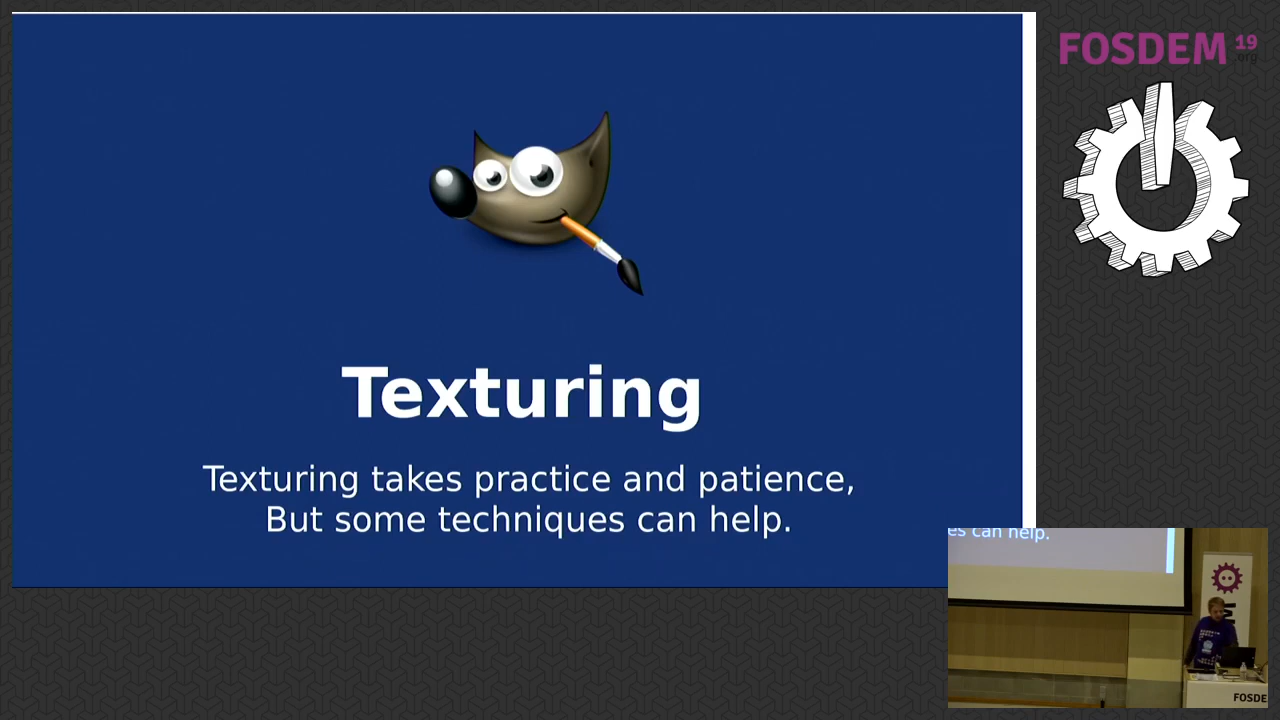 FOSDEM 19
.org
Texturing
Texturing takes practice and patience,
But some techniques can help.
es can help.
FOSDE